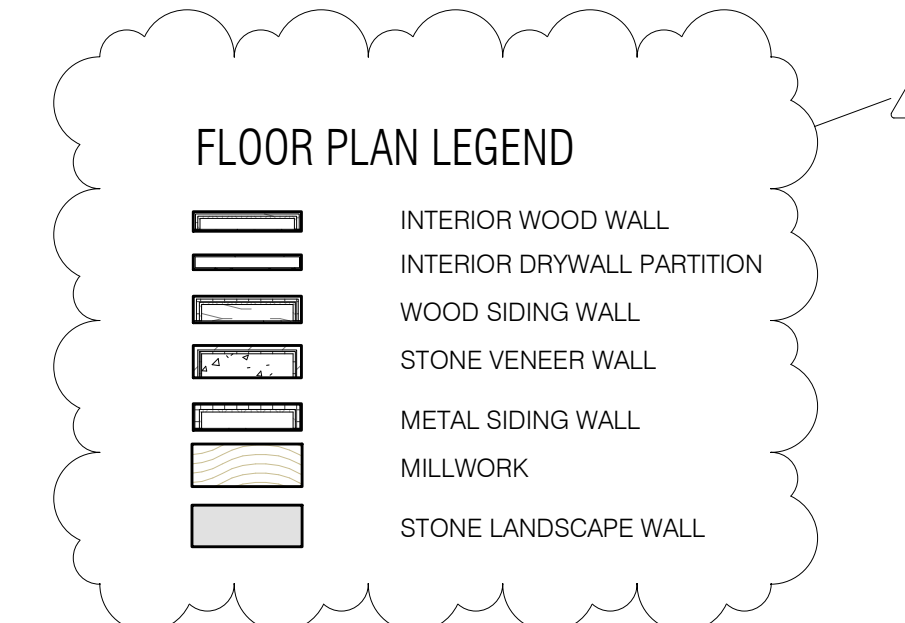 FLOOR PLAN LEGEND
INTERIOR WOOD WALL
INTERIOR DRYWALL PARTITION
WOOD SIDING WALL
STONE VENEER WALL
METAL SIDING WALL
MILLWORK
STONE LANDSCAPE WALL